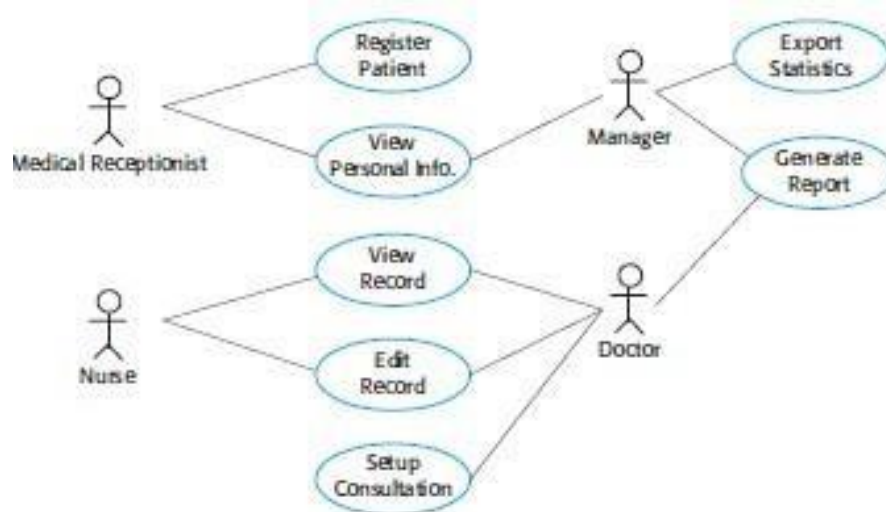 Register
Patient
Export
Statistics
Medical Receptionist
View
Personal Info.
Manager
Generate
Report
View
Record
Nurse
Edit
Record
Doctor
Setup
Consultation